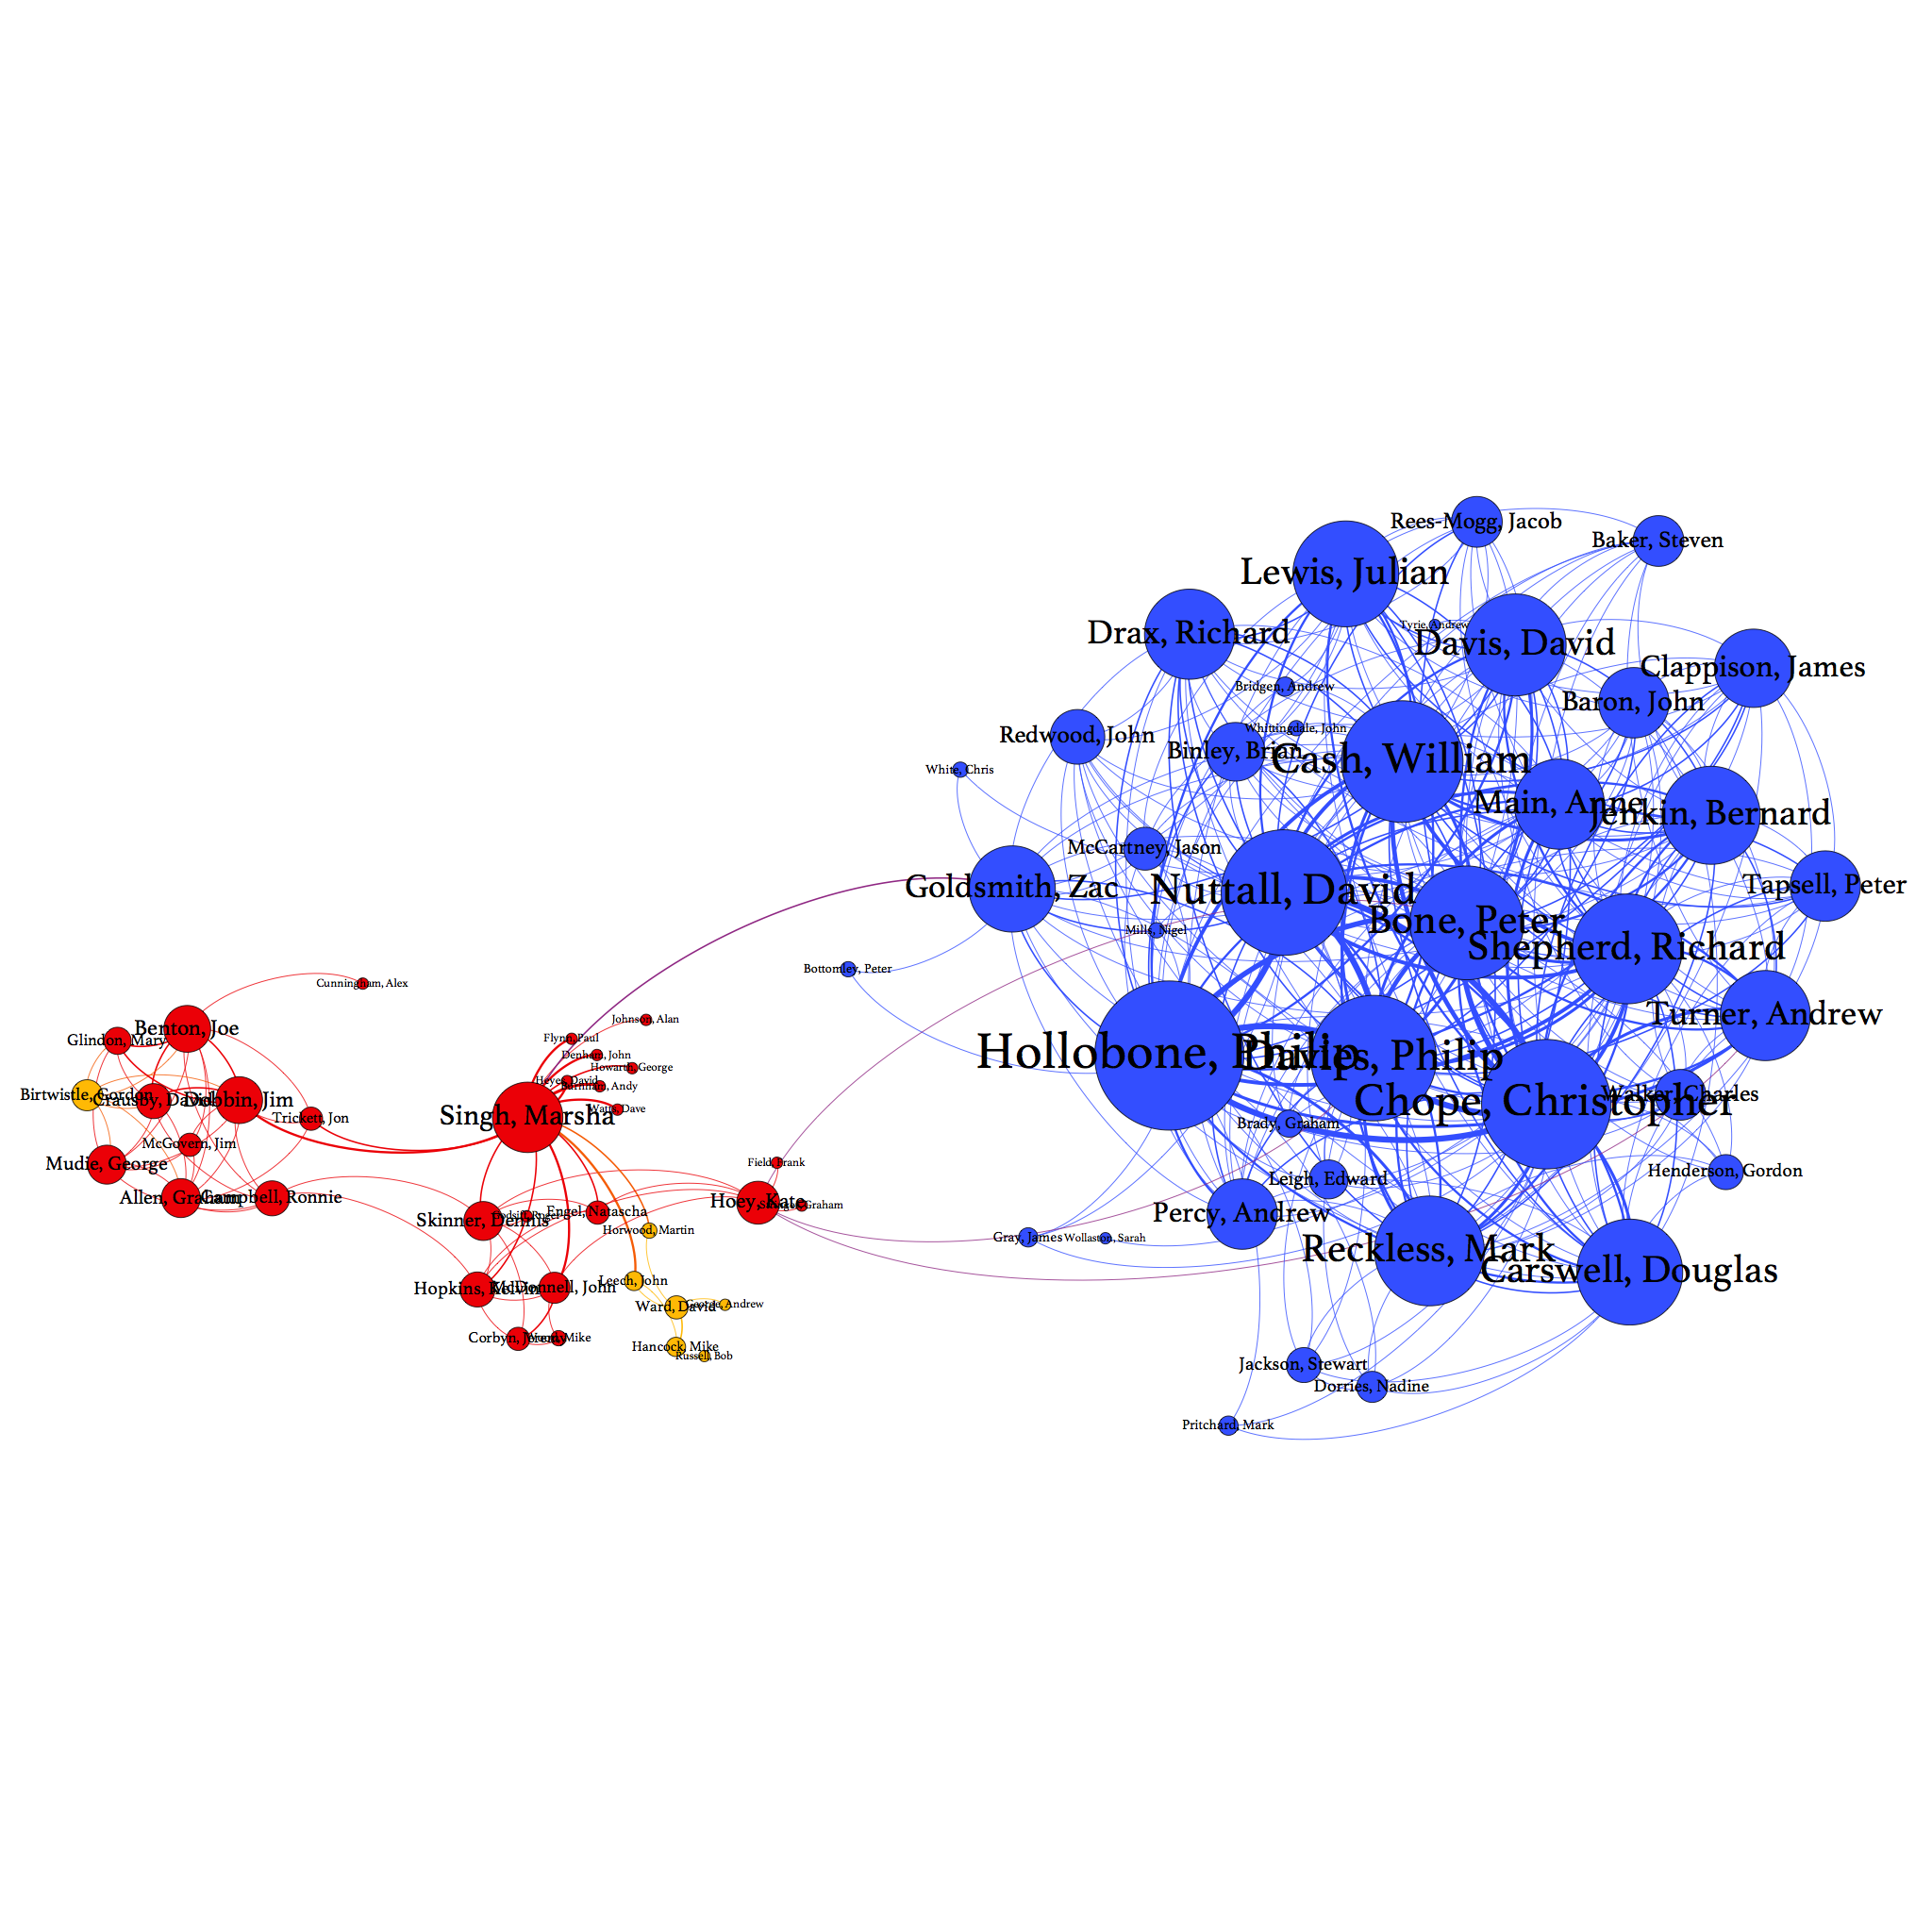 Rees-Mogg, Jacob
Baker, Steven
Lewis, Julian
Tyrie, Andrew
Drax, Richard
Davis, David
Clappison, James
Bridgen, Andrew
Baron, John
Whittingdale, John
Redwood, John
Binley, Brian
Cash, William
White, Chris
Main, Anne
Jenkin, Bernard
McCartney, Jason
Goldsmith, Zac
Nuttall, David
Tapsell, Peter
Bone, Peter
Mills, Nigel
Shepherd, Richard
Bottomley, Peter
Cunningham, Alex
Turner, Andrew
Johnson, Alan
Benton, Joe
Flynn, Paul
Glindon, Mary
Hollobone, Philip
Davies, Philip
Denham, John
Howarth, George
Heyes, David
Burnham, Andy
Birtwistle, Gordon
Crausby, David
Dobbin, Jim
Chope, Christopher
Walker, Charles
Watts, Dave
Trickett, Jon
Singh, Marsha
Brady, Graham
McGovern, Jim
Mudie, George
Field, Frank
Henderson, Gordon
Leigh, Edward
Allen, Graham
Campbell, Ronnie
Hoey, Kate
Graham
Engel, Natascha
Percy, Andrew
Skinner, Dennis
Godsiff, Roger
Horwood, Martin
Gray, James
Wollaston, Sarah
Reckless, Mark
Carswell, Douglas
Leech, John
Hopkins, Kelvin
McDonnell, John
Ward, David
George, Andrew
Corbyn, Jeremy
Mike
Hancock, Mike
Russell, Bob
Jackson, Stewart
Dorries, Nadine
Pritchard, Mark